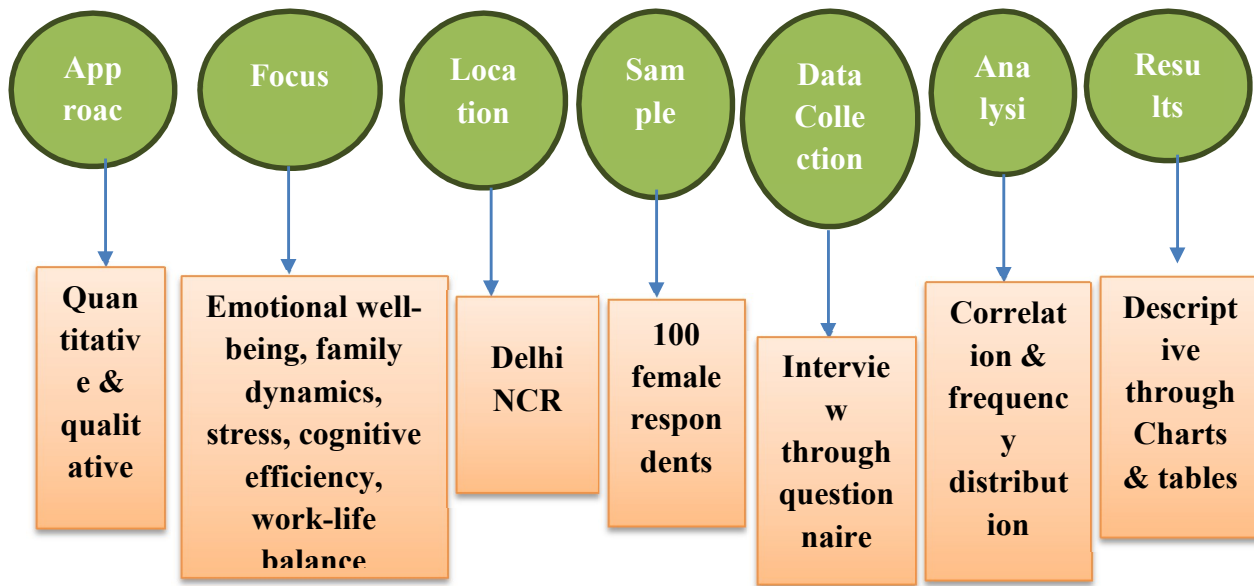 App
roac
Focus
Loca
tion
Sam
ple
Data
Colle
ction
Ana
lysi
Resu
lts
Quan
titativ
e &
qualit
ative
Emotional well-
being, family
dynamics,
stress, cognitive
efficiency,
work-life
balance
Delhi
NCR
100
female
respon
dents
Intervie
w
through
question
naire
Correlat
ion &
frequenc
y
distribut
ion
Descript
ive
through
Charts
& tables